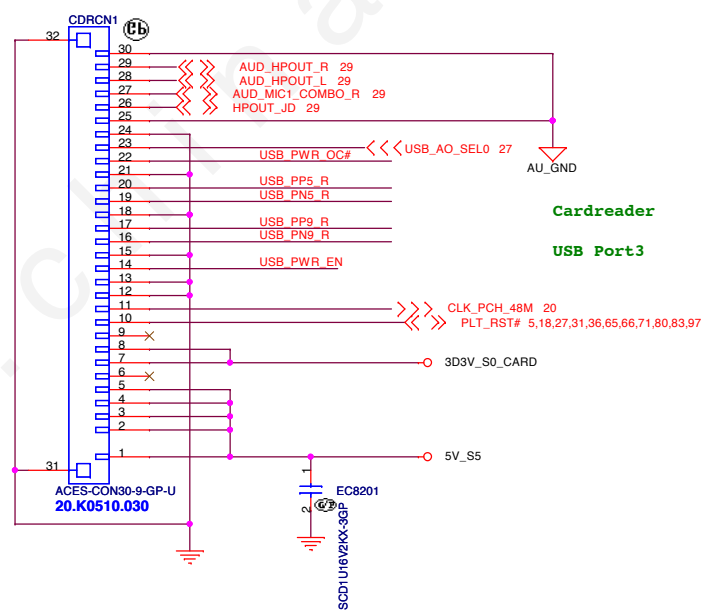 CDRCN1
32
30
29 AUD_HPOUT_R 29
28 AUD_HPOUT_L 29
27 AUD_MIC1_COMBO_R 29
26 HPOUT_JD 29
25
24
23 USB_AO_SEL0 27
22 USB_PWR_OC#
AU_GND
21
20 USB_PP5_R
19 USB_PN5_R
Cardreader
18
17 USB_PP9_R
16 USB_PN9_R
USB Port3
15
14 USB_PWR_EN
13
12
11 CLK_PCH_48M 20
10 PLT_RST# 5,18,27,31,36,65,66,71,80,83,97
9
8
7 3D3V_S0_CARD
6
5
4
3
2
1 5V_S5
31
1
ACES-CON30-9-GP-U
EC8201
20.K0510.030
2
SCD1U16V2KX-3GP
china